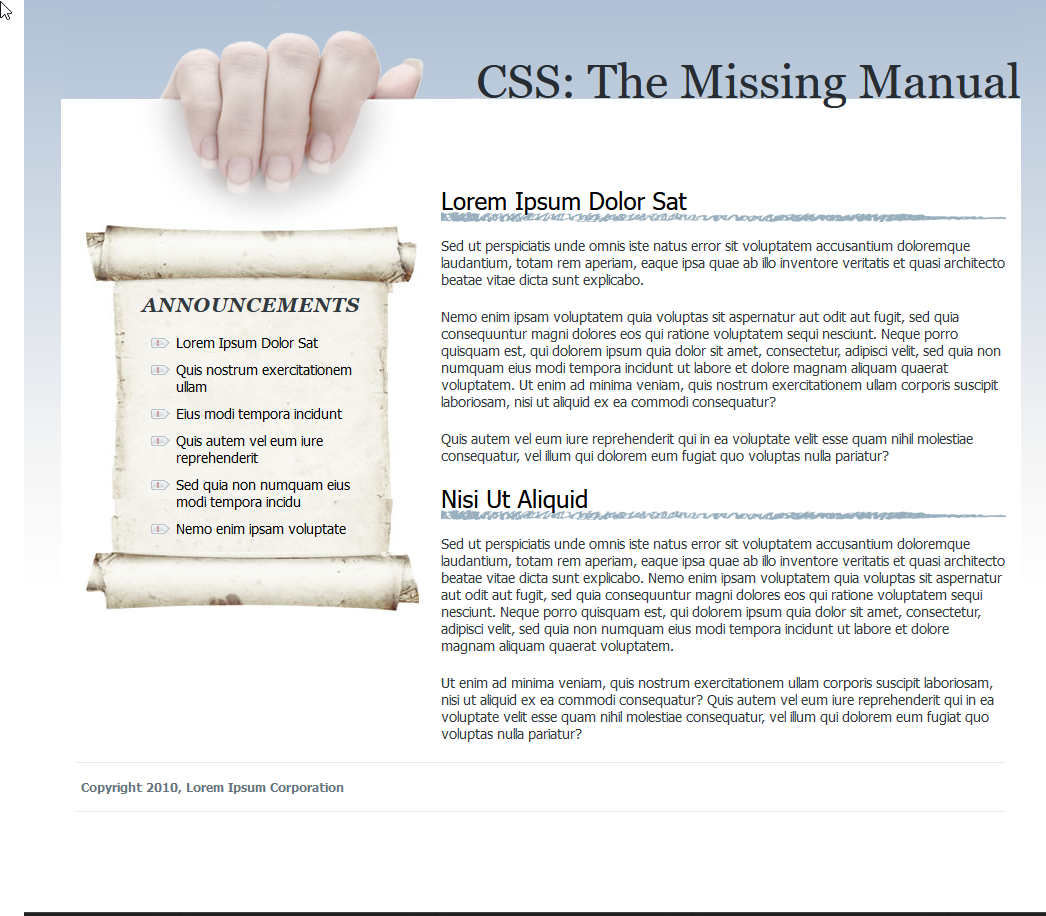 CSS: The Missing Manual
ANNOUNCEMENTS
Lorem Ipsum Dolor Sat
Quis nostrum exercitationem
ullam
Eius modi tempora incidunt
Quis autem vel eum iure
reprehenderit
Sed quia non numquam eius
modi tempora incidu
Nemo enim ipsam voluptate
Lorem Ipsum Dolor Sat
Sed ut perspiciatis unde omnis iste natus error sit voluptatem accusantium doloremque
laudantium, totam rem aperiam, eaque ipsa quae ab illo inventore veritatis et quasi architecto
beatae vitae dicta sunt explicabo.
Nemo enim ipsam voluptatem quia voluptas sit aspernatur aut odit aut fugit, sed quia
consequuntur magni dolores eos qui ratione voluptatem sequi nesciunt. Neque porro
quisquam est, qui dolorem ipsum quia dolor sit amet, consectetur, adipisci velit, sed quia non
numquam eius modi tempora incidunt ut labore et dolore magnam aliquam quaerat
voluptatem. Ut enim ad minima veniam, quis nostrum exercitationem ullam corporis suscipit
laboriosam, nisi ut aliquid ex ea commodi consequatur?
Quis autem vel eum iure reprehenderit qui in ea voluptate velit esse quam nihil molestiae
consequatur, vel illum qui dolorem eum fugiat quo voluptas nulla pariatur?
Nisi Ut Aliquid
Sed ut perspiciatis unde omnis iste natus error sit voluptatem accusantium doloremque
laudantium, totam rem aperiam, eaque ipsa quae ab illo inventore veritatis et quasi architecto
beatae vitae dicta sunt explicabo. Nemo enim ipsam voluptatem quia voluptas sit aspernatur
aut odit aut fugit, sed quia consequuntur magni dolores eos qui ratione voluptatem sequi
nesciunt. Neque porro quisquam est, qui dolorem ipsum quia dolor sit amet, consectetur,
adipisci velit, sed quia non numquam eius modi tempora incidunt ut labore et dolore
magnam aliquam quaerat voluptatem.
Ut enim ad minima veniam, quis nostrum exercitationem ullam corporis suscipit laboriosam,
nisi ut aliquid ex ea commodi consequatur? Quis autem vel eum iure reprehenderit qui in ea
voluptate velit esse quam nihil molestiae consequatur, vel illum qui dolorem eum fugiat quo
voluptas nulla pariatur?
Copyright 2010, Lorem Ipsum Corporation